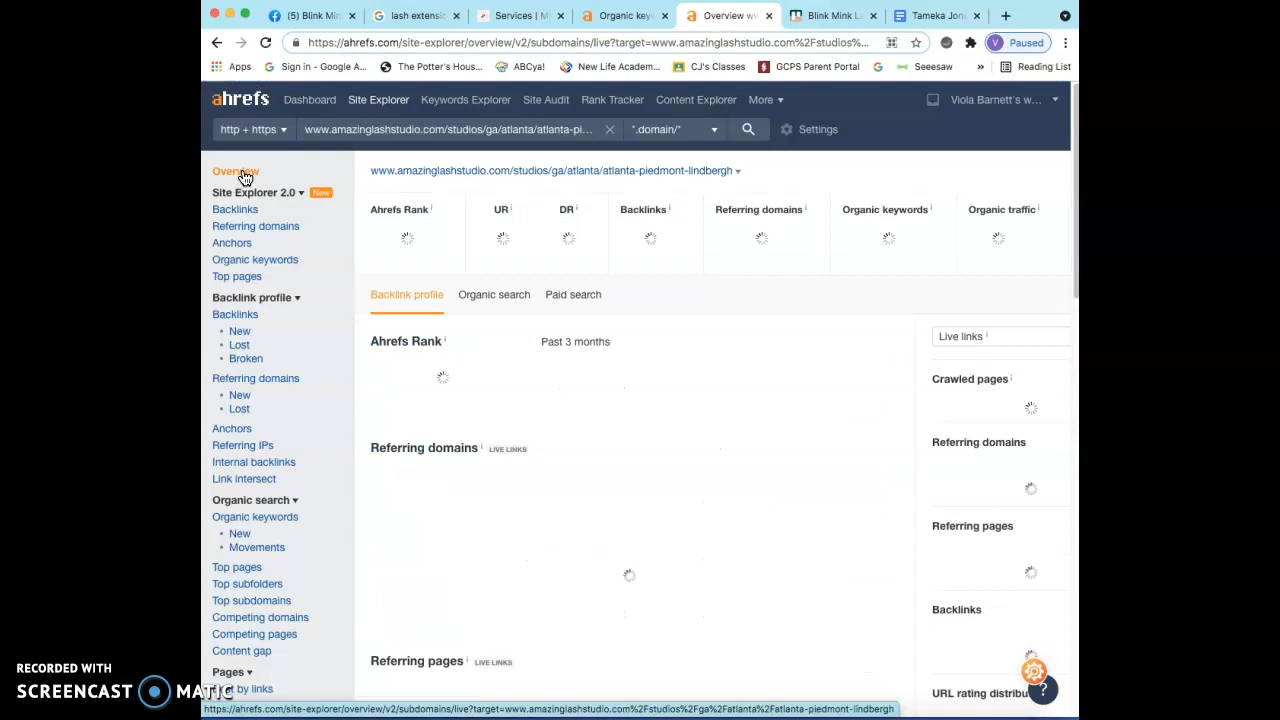 (5) Blink Mink
lash extensic
Services | M
Organic key
Overview w
Blink Mink L
Tameka Jon
https://ahrefs.com/site-explorer/overview/v2/subdomains/live?target=www.amazinglashstudio.com%2Fstudios%...
V Paused
Apps
Sign in - Google A...
The Potter's Hou...
ABCya!
New Life Academ...
CJ's Classes
GCPS Parent Portal
Seeesaw
»
Reading List
ahrefs
Dashboard
Site Explorer
Keywords Explorer
Site Audit
Rank Tracker
Content Explorer
More
Viola Barnett's w...
http + https
www.amazinglashstudio.com/studios/ga/atlanta/atlanta-pi...
*.domain/*
Settings
Overview
Site Explorer 2.0 New
Backlinks
Referring domains
Anchors
Organic keywords
Top pages
Backlink profile
Backlinks
• New
• Lost
• Broken
Referring domains
• New
• Lost
Anchors
Referring IPs
Internal backlinks
Link intersect
Organic search
Organic keywords
• New
• Movements
Top pages
Top subfolders
Top subdomains
Competing domains
Competing pages
Content gap
Pages
by links
www.amazinglashstudio.com/studios/ga/atlanta/atlanta-piedmont-lindbergh
Ahrefs Rank i
UR i
DR i
Backlinks i
Referring domains i
Organic keywords i
Organic traffic i
Backlink profile
Organic search
Paid search
Ahrefs Rank i
Past 3 months
Live links i
Crawled pages i
Referring domains i LIVE LINKS
Referring domains
Referring pages
Backlinks
Referring pages i LIVE LINKS
URL rating distribu
?
https://ahrefs.com/site-explorer/overview/v2/subdomains/live?target=www.amazinglashstudio.com%2Fstudios%2Fga%2Fatlanta%2Fatlanta-piedmont-lindbergh
RECORDED WITH
SCREENCAST MATIC